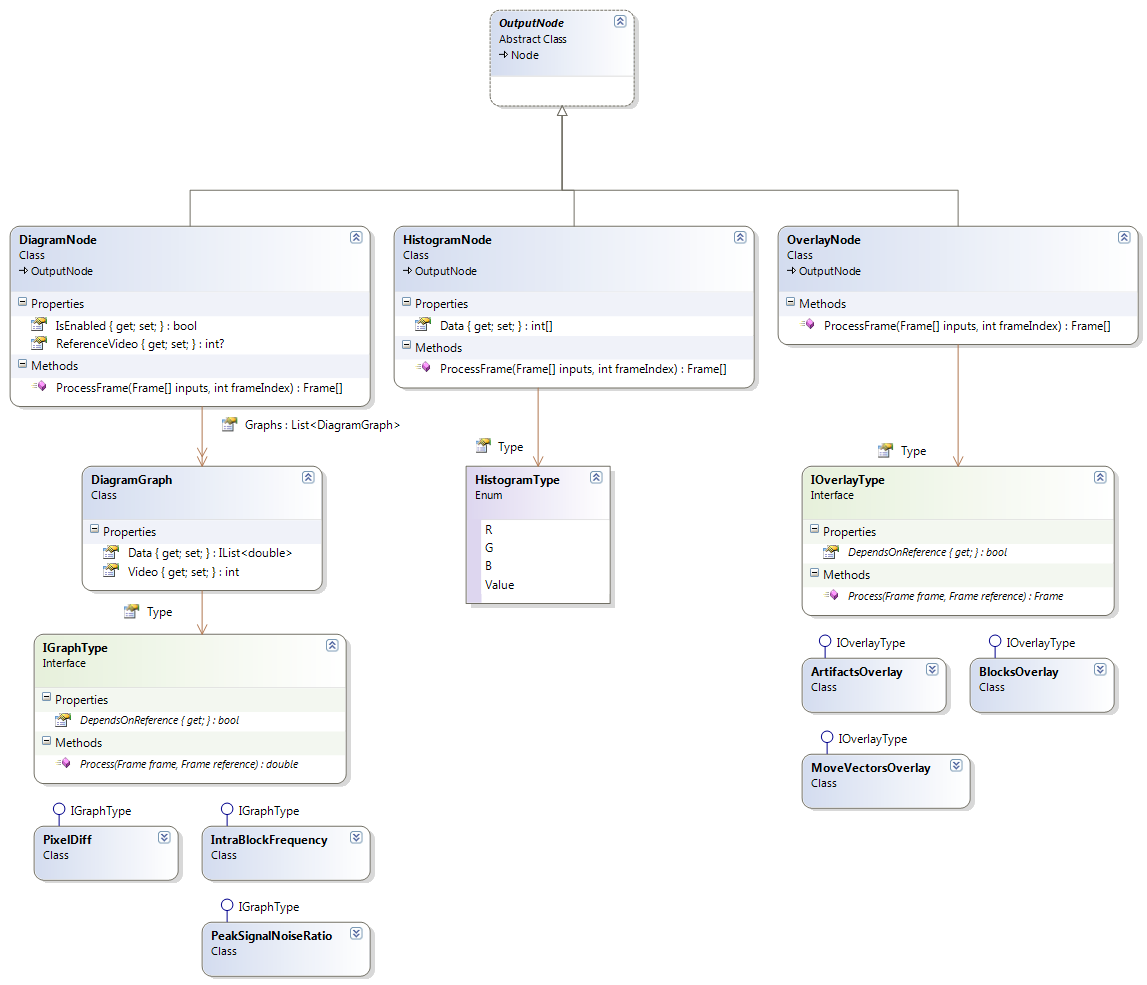 OutputNode
Abstract Class
Node
DiagramNode
Class
OutputNode
Properties
IsEnabled { get; set; } : bool
ReferenceVideo { get; set; } : int?
Methods
ProcessFrame(Frame[] inputs, int frameIndex) : Frame[]
HistogramNode
Class
OutputNode
Properties
Data { get; set; } : int[]
Methods
ProcessFrame(Frame[] inputs, int frameIndex) : Frame[]
OverlayNode
Class
OutputNode
Methods
ProcessFrame(Frame[] inputs, int frameIndex) : Frame[]
Graphs : List<DiagramGraph>
DiagramGraph
Class
Properties
Data { get; set; } : IList<double>
Video { get; set; } : int
Type
IGraphType
Interface
Properties
DependsOnReference { get; } : bool
Methods
Process(Frame frame, Frame reference) : double
IGraphType
PixelDiff
Class
IGraphType
IntraBlockFrequency
Class
IGraphType
PeakSignalNoiseRatio
Class
Type
HistogramType
Enum
R
G
B
Value
Type
IOverlayType
Interface
Properties
DependsOnReference { get; } : bool
Methods
Process(Frame frame, Frame reference) : Frame
IOverlayType
ArtifactsOverlay
Class
IOverlayType
BlocksOverlay
Class
IOverlayType
MoveVectorsOverlay
Class